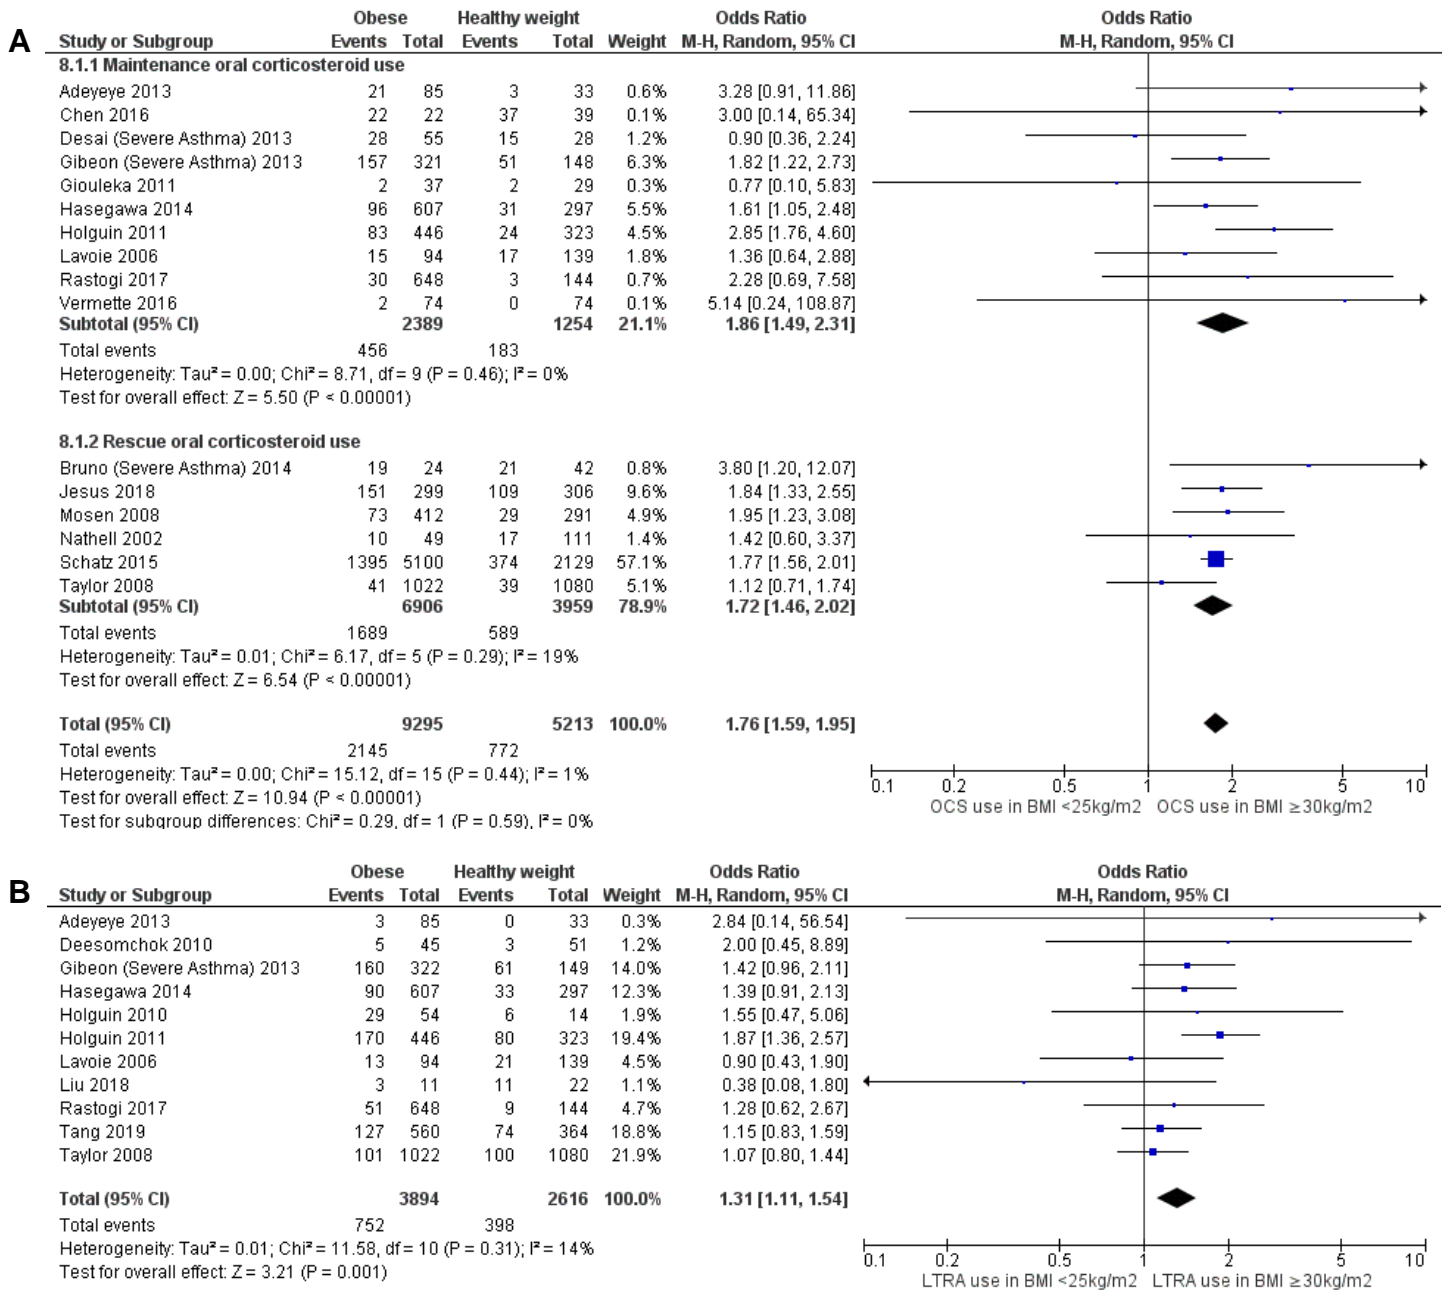 A
Obese Healthy weight Odds Ratio Odds Ratio
Study or Subgroup Events Total Events Total Weight M-H, Random, 95% CI M-H, Random, 95% CI
8.1.1 Maintenance oral corticosteroid use
Adeyeye 2013 21 85 3 33 0.6% 3.28 [0.91, 11.86]
Chen 2016 22 22 37 39 0.1% 3.00 [0.14, 65.34]
Desai (Severe Asthma) 2013 28 55 15 28 1.2% 0.90 [0.36, 2.24]
Gibeon (Severe Asthma) 2013 157 321 51 148 6.3% 1.82 [1.22, 2.73]
Giouleka 2011 2 37 2 29 0.3% 0.77 [0.10, 5.83]
Hasegawa 2014 96 607 31 297 5.5% 1.61 [1.05, 2.48]
Holguin 2011 83 446 24 323 4.5% 2.85 [1.76, 4.60]
Lavoie 2006 15 94 17 139 1.8% 1.36 [0.64, 2.88]
Rastogi 2017 30 648 3 144 0.7% 2.28 [0.69, 7.58]
Vermette 2016 2 74 0 74 0.1% 5.14 [0.24, 108.87]
Subtotal (95% CI) 2389 1254 21.1% 1.86 [1.49, 2.31]
Total events 456 183
Heterogeneity: Tau² = 0.00; Chi² = 8.71, df = 9 (P = 0.46); I² = 0%
Test for overall effect: Z = 5.50 (P < 0.00001)
8.1.2 Rescue oral corticosteroid use
Bruno (Severe Asthma) 2014 19 24 21 42 0.8% 3.80 [1.20, 12.07]
Jesus 2018 151 299 109 306 9.6% 1.84 [1.33, 2.55]
Mosen 2008 73 412 29 291 4.9% 1.95 [1.23, 3.08]
Nathell 2002 10 49 17 111 1.4% 1.42 [0.60, 3.37]
Schatz 2015 1395 5100 374 2129 57.1% 1.77 [1.56, 2.01]
Taylor 2008 41 1022 39 1080 5.1% 1.12 [0.71, 1.74]
Subtotal (95% CI) 6906 3959 78.9% 1.72 [1.46, 2.02]
Total events 1689 589
Heterogeneity: Tau² = 0.01; Chi² = 6.17, df = 5 (P = 0.29); I² = 19%
Test for overall effect: Z = 6.54 (P < 0.00001)
Total (95% CI) 9295 5213 100.0% 1.76 [1.59, 1.95]
Total events 2145 772
Heterogeneity: Tau² = 0.00; Chi² = 15.12, df = 15 (P = 0.44); I² = 1%
Test for overall effect: Z = 10.94 (P < 0.00001)
Test for subgroup differences: Chi² = 0.29, df = 1 (P = 0.59), I² = 0%
0.1 0.2 0.5 1 2 5 10
OCS use in BMI <25kg/m2 OCS use in BMI ≥30kg/m2
B
Obese Healthy weight Odds Ratio Odds Ratio
Study or Subgroup Events Total Events Total Weight M-H, Random, 95% CI M-H, Random, 95% CI
Adeyeye 2013 3 85 0 33 0.3% 2.84 [0.14, 56.54]
Deesomchok 2010 5 45 3 51 1.2% 2.00 [0.45, 8.89]
Gibeon (Severe Asthma) 2013 160 322 61 149 14.0% 1.42 [0.96, 2.11]
Hasegawa 2014 90 607 33 297 12.3% 1.39 [0.91, 2.13]
Holguin 2010 29 54 6 14 1.9% 1.55 [0.47, 5.06]
Holguin 2011 170 446 80 323 19.4% 1.87 [1.36, 2.57]
Lavoie 2006 13 94 21 139 4.5% 0.90 [0.43, 1.90]
Liu 2018 3 11 11 22 1.1% 0.38 [0.08, 1.80]
Rastogi 2017 51 648 9 144 4.7% 1.28 [0.62, 2.67]
Tang 2019 127 560 74 364 18.8% 1.15 [0.83, 1.59]
Taylor 2008 101 1022 100 1080 21.9% 1.07 [0.80, 1.44]
Total (95% CI) 3894 2616 100.0% 1.31 [1.11, 1.54]
Total events 752 398
Heterogeneity: Tau² = 0.01; Chi² = 11.58, df = 10 (P = 0.31); I² = 14%
Test for overall effect: Z = 3.21 (P = 0.001)
0.1 0.2 0.5 1 2 5 10
LTRA use in BMI <25kg/m2 LTRA use in BMI ≥30kg/m2